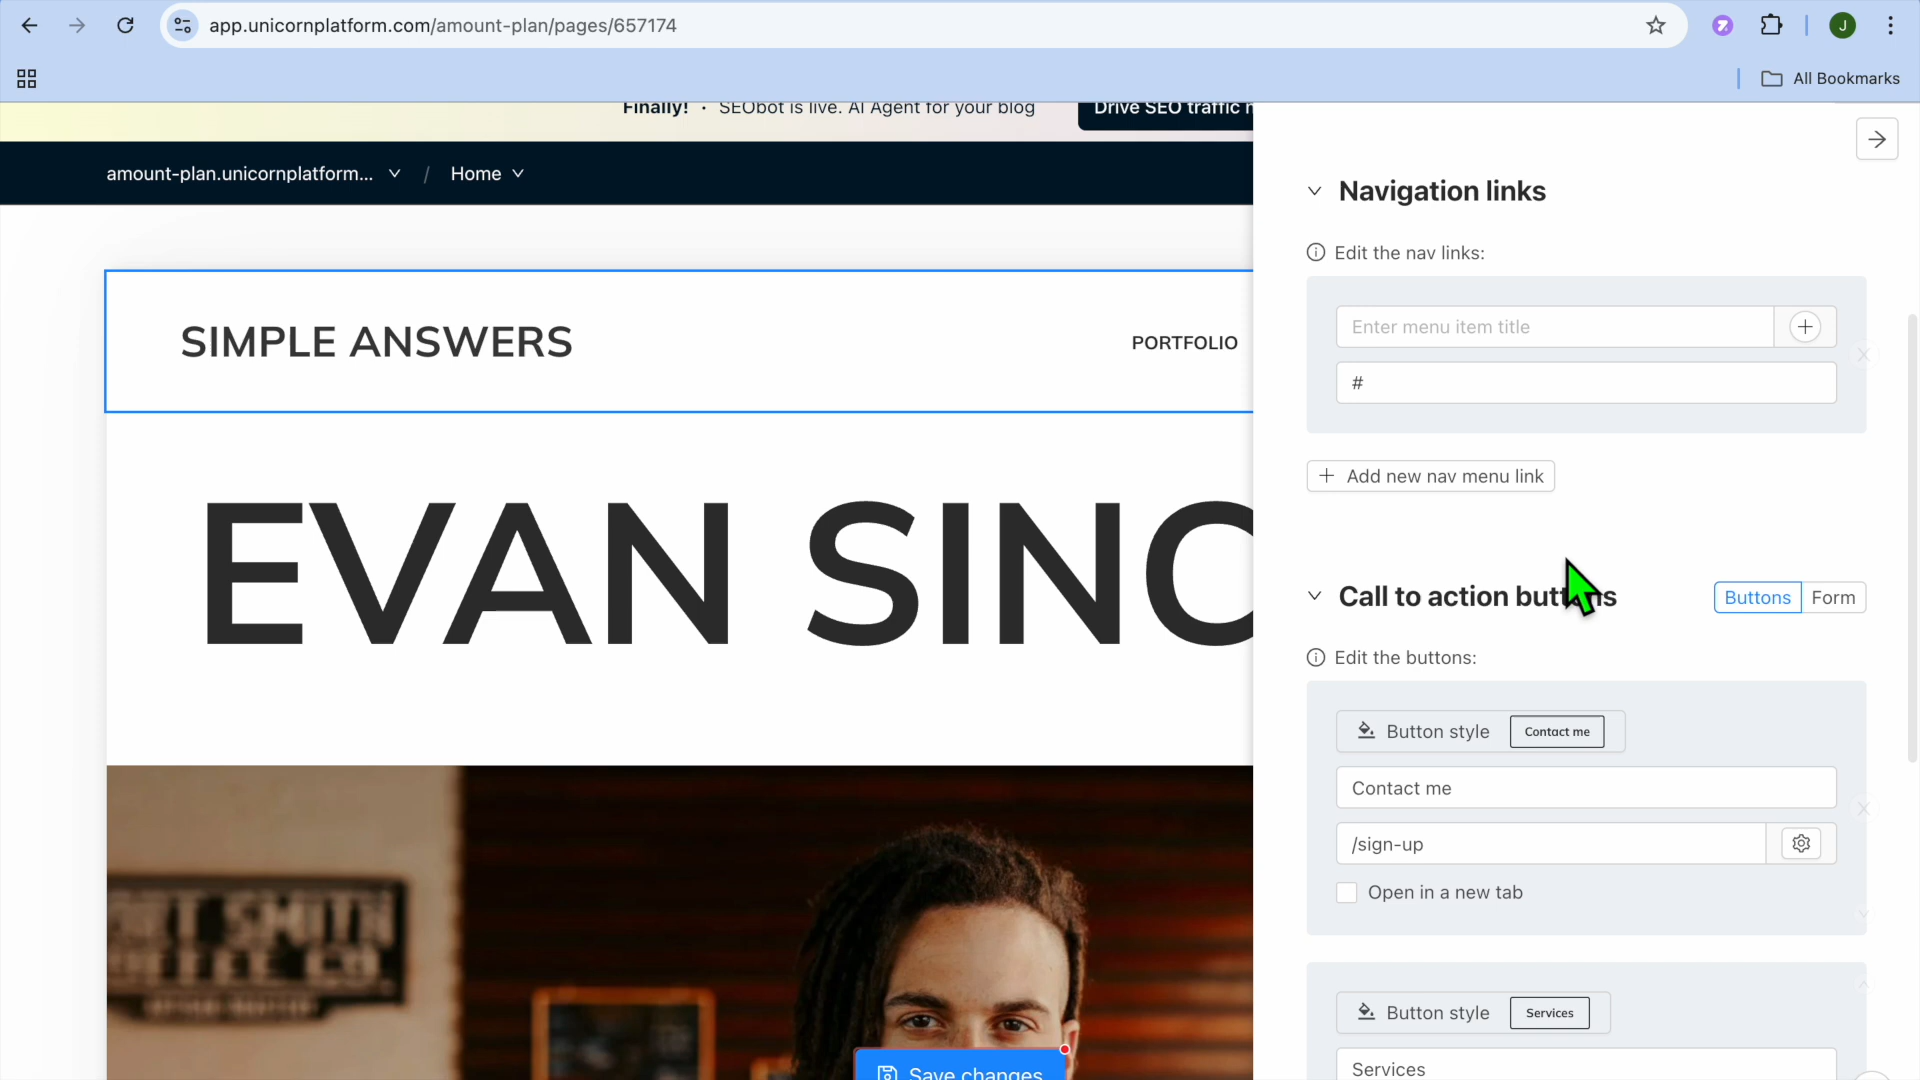 app.unicornplatform.com/amount-plan/pages/657174
J
All Bookmarks
Finally! · SEObot is live. AI Agent for your blog
Drive SEO traffic
amount-plan.unicornplatform... / Home
SIMPLE ANSWERS
PORTFOLIO
EVAN SINC
Navigation links
Edit the nav links:
Enter menu item title
#
Add new nav menu link
Call to action buttons
Buttons
Form
Edit the buttons:
Button style
Contact me
Contact me
/sign-up
Open in a new tab
Button style
Services
Services
Save changes